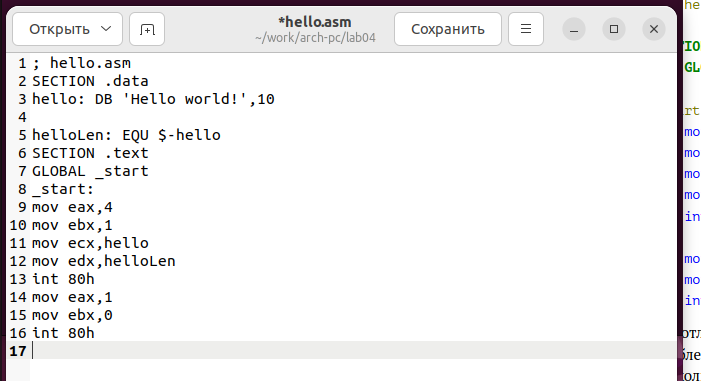 Открыть
*hello.asm
~/work/arch-pc/lab04
Сохранить
1 ; hello.asm
2 SECTION .data
3 hello: DB 'Hello world!',10
4
5 helloLen: EQU $-hello
6 SECTION .text
7 GLOBAL _start
8 _start:
9 mov eax,4
10 mov ebx,1
11 mov ecx,hello
12 mov edx,helloLen
13 int 80h
14 mov eax,1
15 mov ebx,0
16 int 80h
17